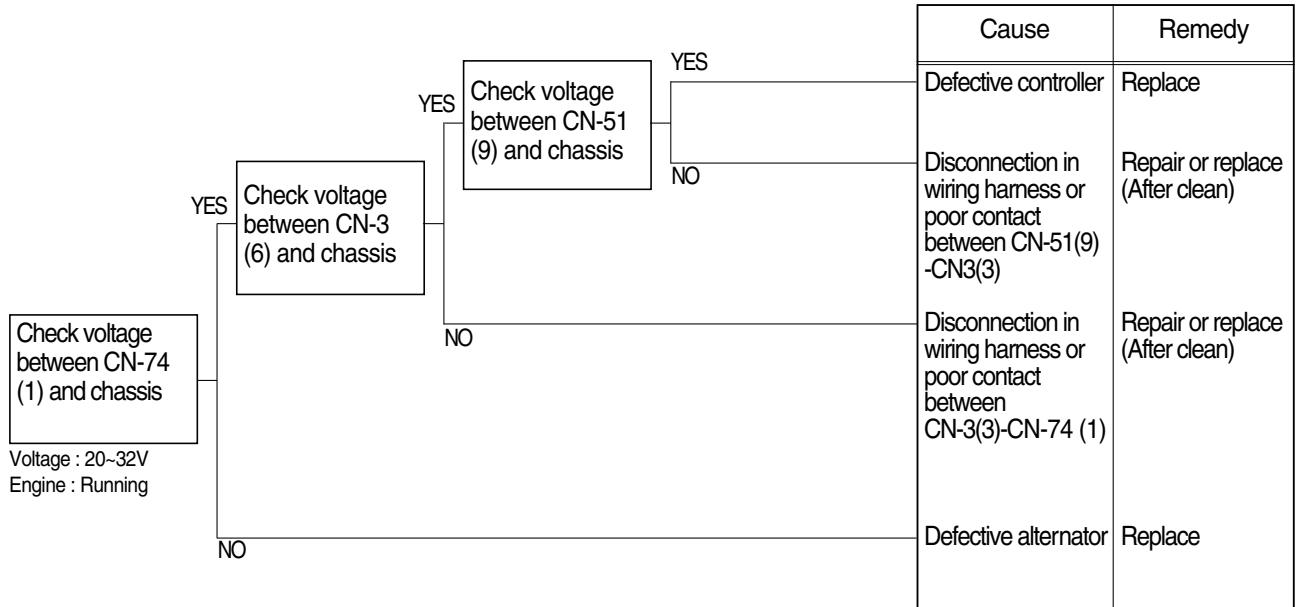 Cause
Remedy
YES
Defective controller
Replace
YES
Check voltage
between CN-51
(9) and chassis
NO
Disconnection in
wiring harness or
poor contact
between CN-51(9)
-CN3(3)
Repair or replace
(After clean)
YES
Check voltage
between CN-3
(6) and chassis
NO
Disconnection in
wiring harness or
poor contact
between
CN-3(3)-CN-74 (1)
Repair or replace
(After clean)
Check voltage
between CN-74
(1) and chassis
Voltage : 20~32V
Engine : Running
NO
Defective alternator
Replace